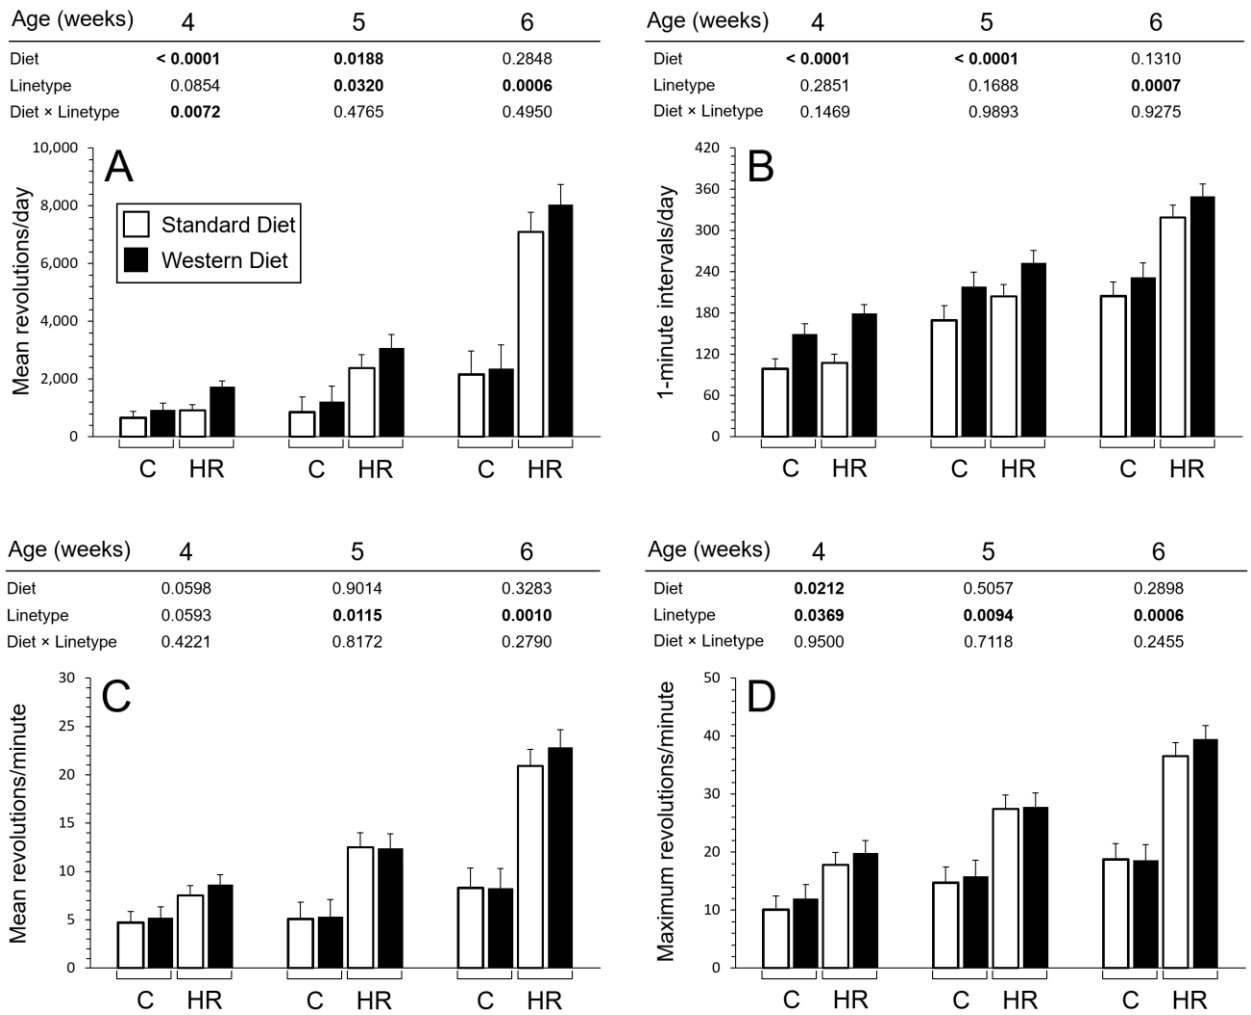 Age (weeks) 4 5 6
Diet < 0.0001 0.0188 0.2848
Linetype 0.0854 0.0320 0.0006
Diet × Linetype 0.0072 0.4765 0.4950
A
Mean revolutions/day
10,000
8,000
6,000
4,000
2,000
0
Standard Diet
Western Diet
C HR C HR C HR
Age (weeks) 4 5 6
Diet < 0.0001 < 0.0001 0.1310
Linetype 0.2851 0.1688 0.0007
Diet × Linetype 0.1469 0.9893 0.9275
B
1-minute intervals/day
420
360
300
240
180
120
60
0
C HR C HR C HR
Age (weeks) 4 5 6
Diet 0.0598 0.9014 0.3283
Linetype 0.0593 0.0115 0.0010
Diet × Linetype 0.4221 0.8172 0.2790
C
Mean revolutions/minute
30
25
20
15
10
5
0
C HR C HR C HR
Age (weeks) 4 5 6
Diet 0.0212 0.5057 0.2898
Linetype 0.0369 0.0094 0.0006
Diet × Linetype 0.9500 0.7118 0.2455
D
Maximum revolutions/minute
50
40
30
20
10
0
C HR C HR C HR